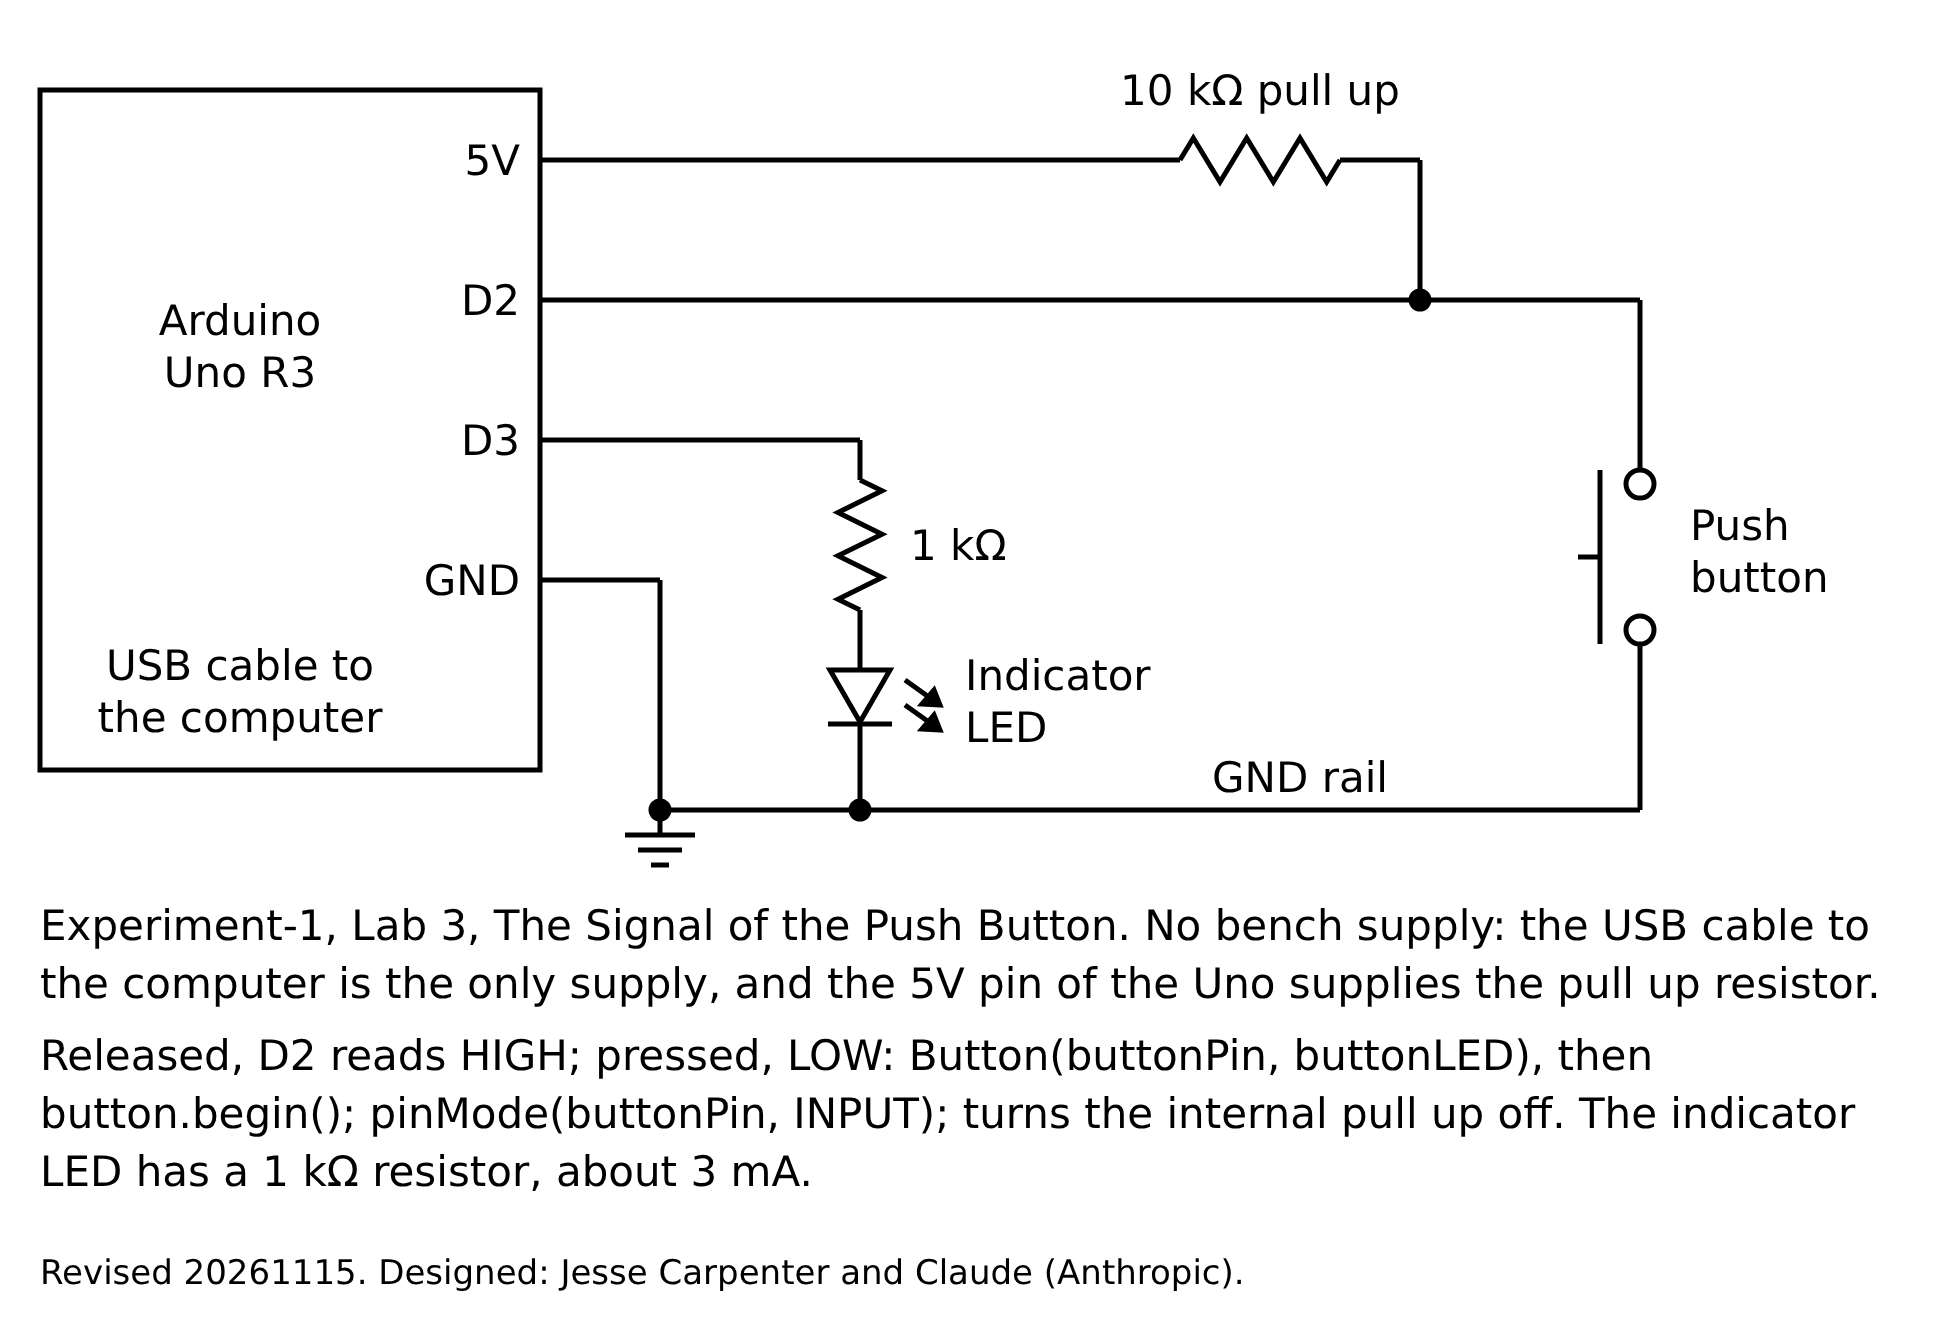 10 kΩ pull up
5V
D2
Arduino
Uno R3
D3
GND
1 kΩ
Push
button
USB cable to
the computer
Indicator
LED
GND rail
Experiment-1, Lab 3, The Signal of the Push Button. No bench supply: the USB cable to
the computer is the only supply, and the 5V pin of the Uno supplies the pull up resistor.
Released, D2 reads HIGH; pressed, LOW: Button(buttonPin, buttonLED), then
button.begin(); pinMode(buttonPin, INPUT); turns the internal pull up off. The indicator
LED has a 1 kΩ resistor, about 3 mA.
Revised 20261115. Designed: Jesse Carpenter and Claude (Anthropic).